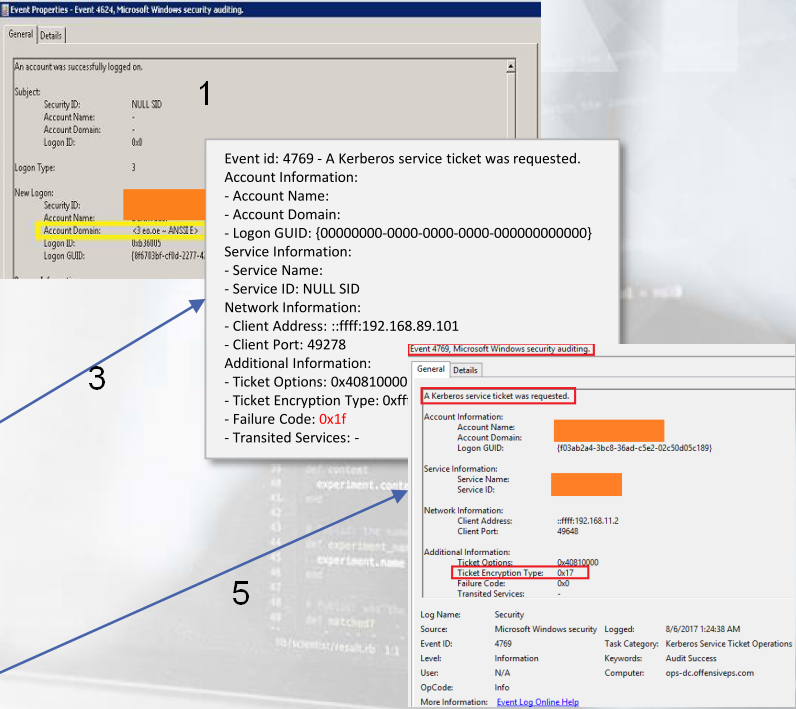 Event Properties - Event 4624, Microsoft Windows security auditing.
General Details
An account was successfully logged on.
1
Subject:
Security ID: NULL SID
Account Name: -
Account Domain: -
Logon ID: 0x0
Logon Type: 3
New Logon:
Security ID:
Account Name:
Account Domain: <3 eo.oe ~ ANSSI E>
Logon ID: 0xb36005
Logon GUID:
Event id: 4769 - A Kerberos service ticket was requested.
Account Information:
- Account Name:
- Account Domain:
- Logon GUID: {00000000-0000-0000-0000-000000000000}
Service Information:
- Service Name:
- Service ID: NULL SID
Network Information:
- Client Address: ::ffff:192.168.89.101
- Client Port: 49278
Additional Information:
- Ticket Options: 0x40810000
- Ticket Encryption Type: 0xff
- Failure Code: 0x1f
- Transited Services: -
3
5
Event 4769, Microsoft Windows security auditing.
General Details
A Kerberos service ticket was requested.
Account Information:
Account Name:
Account Domain:
Logon GUID: {f03ab2a4-3bc8-36ad-c5e2-02c50d05c189}
Service Information:
Service Name:
Service ID:
Network Information:
Client Address: ::ffff:192.168.11.2
Client Port: 49648
Additional Information:
Ticket Options: 0x40810000
Ticket Encryption Type: 0x17
Failure Code: 0x0
Transited Services: -
Log Name: Security
Source: Microsoft Windows security Logged: 8/6/2017 1:24:38 AM
Event ID: 4769 Task Category: Kerberos Service Ticket Operations
Level: Information Keywords: Audit Success
User: N/A Computer: ops-dc.offensiveps.com
OpCode: Info
More Information: Event Log Online Help